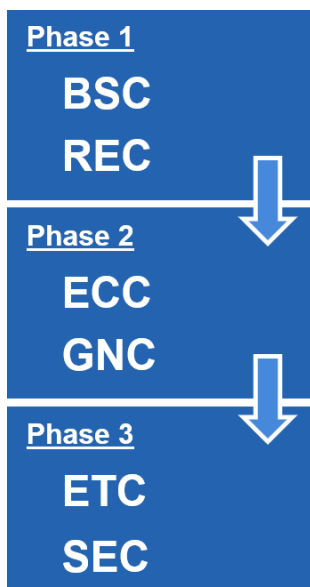 Phase 1
BSC
REC
Phase 2
ECC
GNC
Phase 3
ETC
SEC